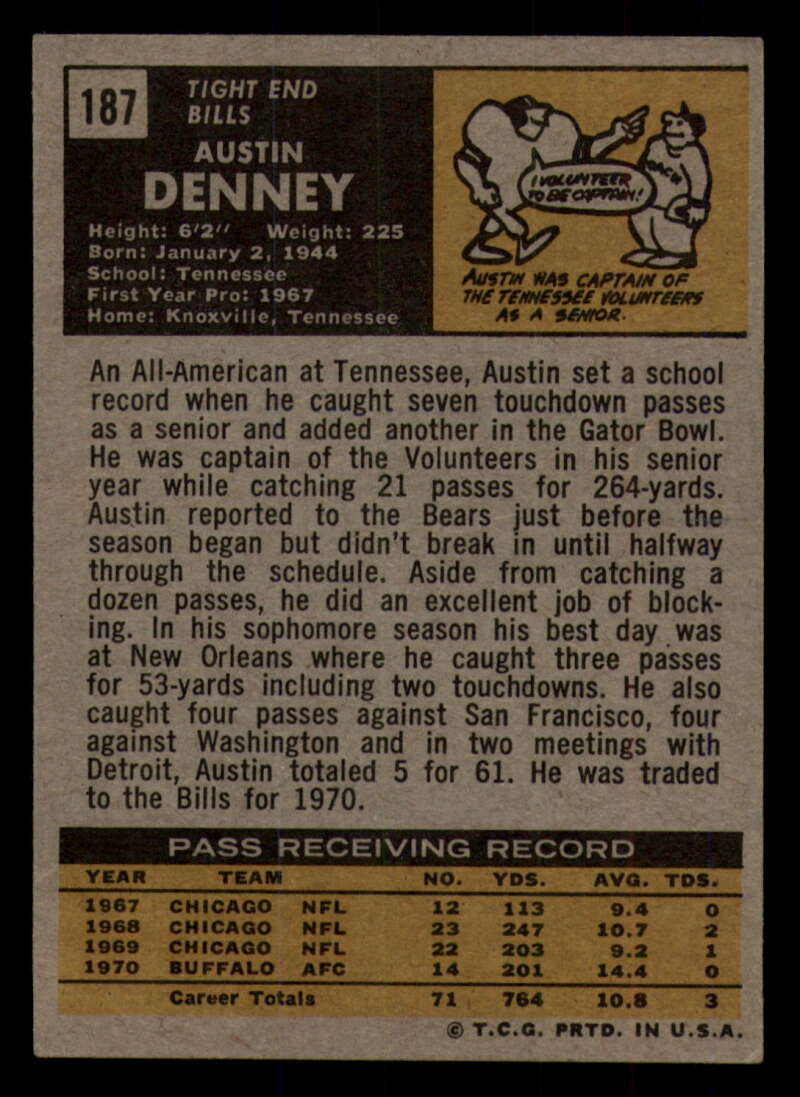 187
TIGHT END
BILLS
AUSTIN
DENNEY
Height: 6'2" Weight: 225
Born: January 2, 1944
School: Tennessee
First Year Pro: 1967
Home: Knoxville, Tennessee
I VOLUNTEER
TO BE CAPTAIN!
AUSTIN WAS CAPTAIN OF
THE TENNESSEE VOLUNTEERS
AS A SENIOR.
An All-American at Tennessee, Austin set a school
record when he caught seven touchdown passes
as a senior and added another in the Gator Bowl.
He was captain of the Volunteers in his senior
year while catching 21 passes for 264-yards.
Austin reported to the Bears just before the
season began but didn't break in until halfway
through the schedule. Aside from catching a
dozen passes, he did an excellent job of block-
ing. In his sophomore season his best day was
at New Orleans where he caught three passes
for 53-yards including two touchdowns. He also
caught four passes against San Francisco, four
against Washington and in two meetings with
Detroit, Austin totaled 5 for 61. He was traded
to the Bills for 1970.
PASS RECEIVING RECORD
YEAR TEAM NO. YDS. AVG. TDS.
1967 CHICAGO NFL 12 113 9.4 0
1968 CHICAGO NFL 23 247 10.7 2
1969 CHICAGO NFL 22 203 9.2 1
1970 BUFFALO AFC 14 201 14.4 0
Career Totals 71 764 10.8 3
© T.C.G. PRTD. IN U.S.A.